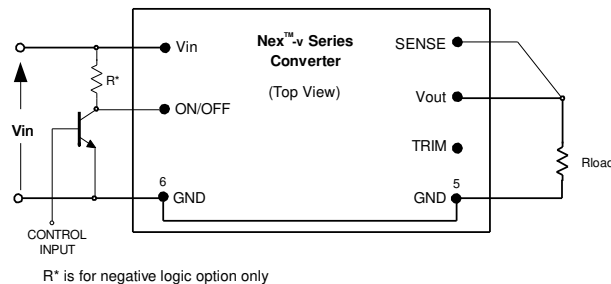 Nex™-v Series
Converter
(Top View)
Vin
SENSE
R*
ON/OFF
Vout
Vin
TRIM
Rload
6
GND
5
GND
CONTROL
INPUT
R* is for negative logic option only